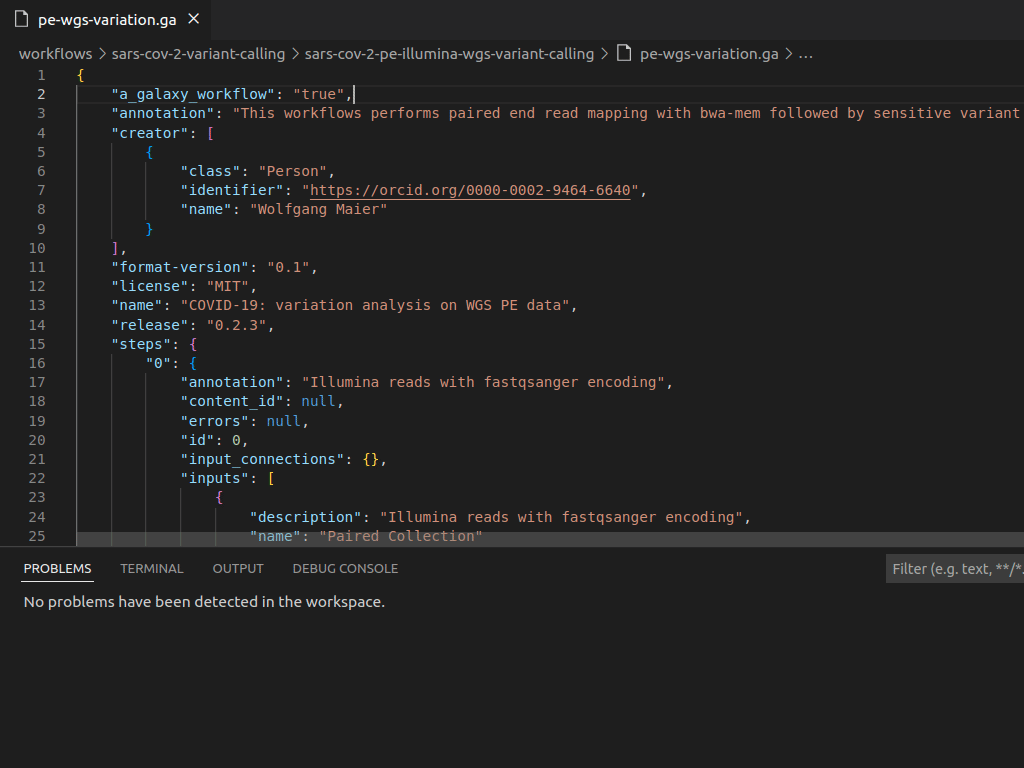 pe-wgs-variation.ga ×
workflows > sars-cov-2-variant-calling > sars-cov-2-pe-illumina-wgs-variant-calling > pe-wgs-variation.ga > ...
1 {
2 "a_galaxy_workflow": "true",
3 "annotation": "This workflows performs paired end read mapping with bwa-mem followed by sensitive variant
4 "creator": [
5 {
6 "class": "Person",
7 "identifier": "https://orcid.org/0000-0002-9464-6640",
8 "name": "Wolfgang Maier"
9 }
10 ],
11 "format-version": "0.1",
12 "license": "MIT",
13 "name": "COVID-19: variation analysis on WGS PE data",
14 "release": "0.2.3",
15 "steps": {
16 "0": {
17 "annotation": "Illumina reads with fastqsanger encoding",
18 "content_id": null,
19 "errors": null,
20 "id": 0,
21 "input_connections": {},
22 "inputs": [
23 {
24 "description": "Illumina reads with fastqsanger encoding",
25 "name": "Paired Collection"
PROBLEMS TERMINAL OUTPUT DEBUG CONSOLE Filter (e.g. text, **/*.
No problems have been detected in the workspace.